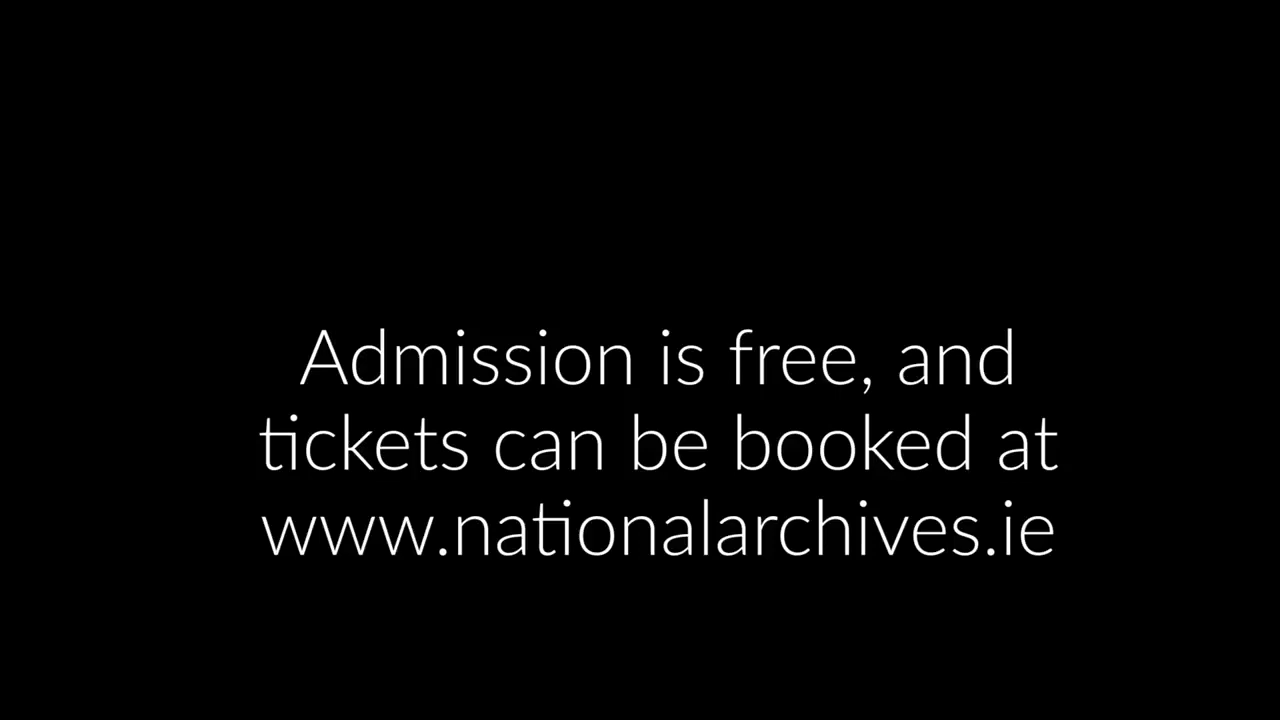 Admission is free, and
tickets can be booked at
www.nationalarchives.ie